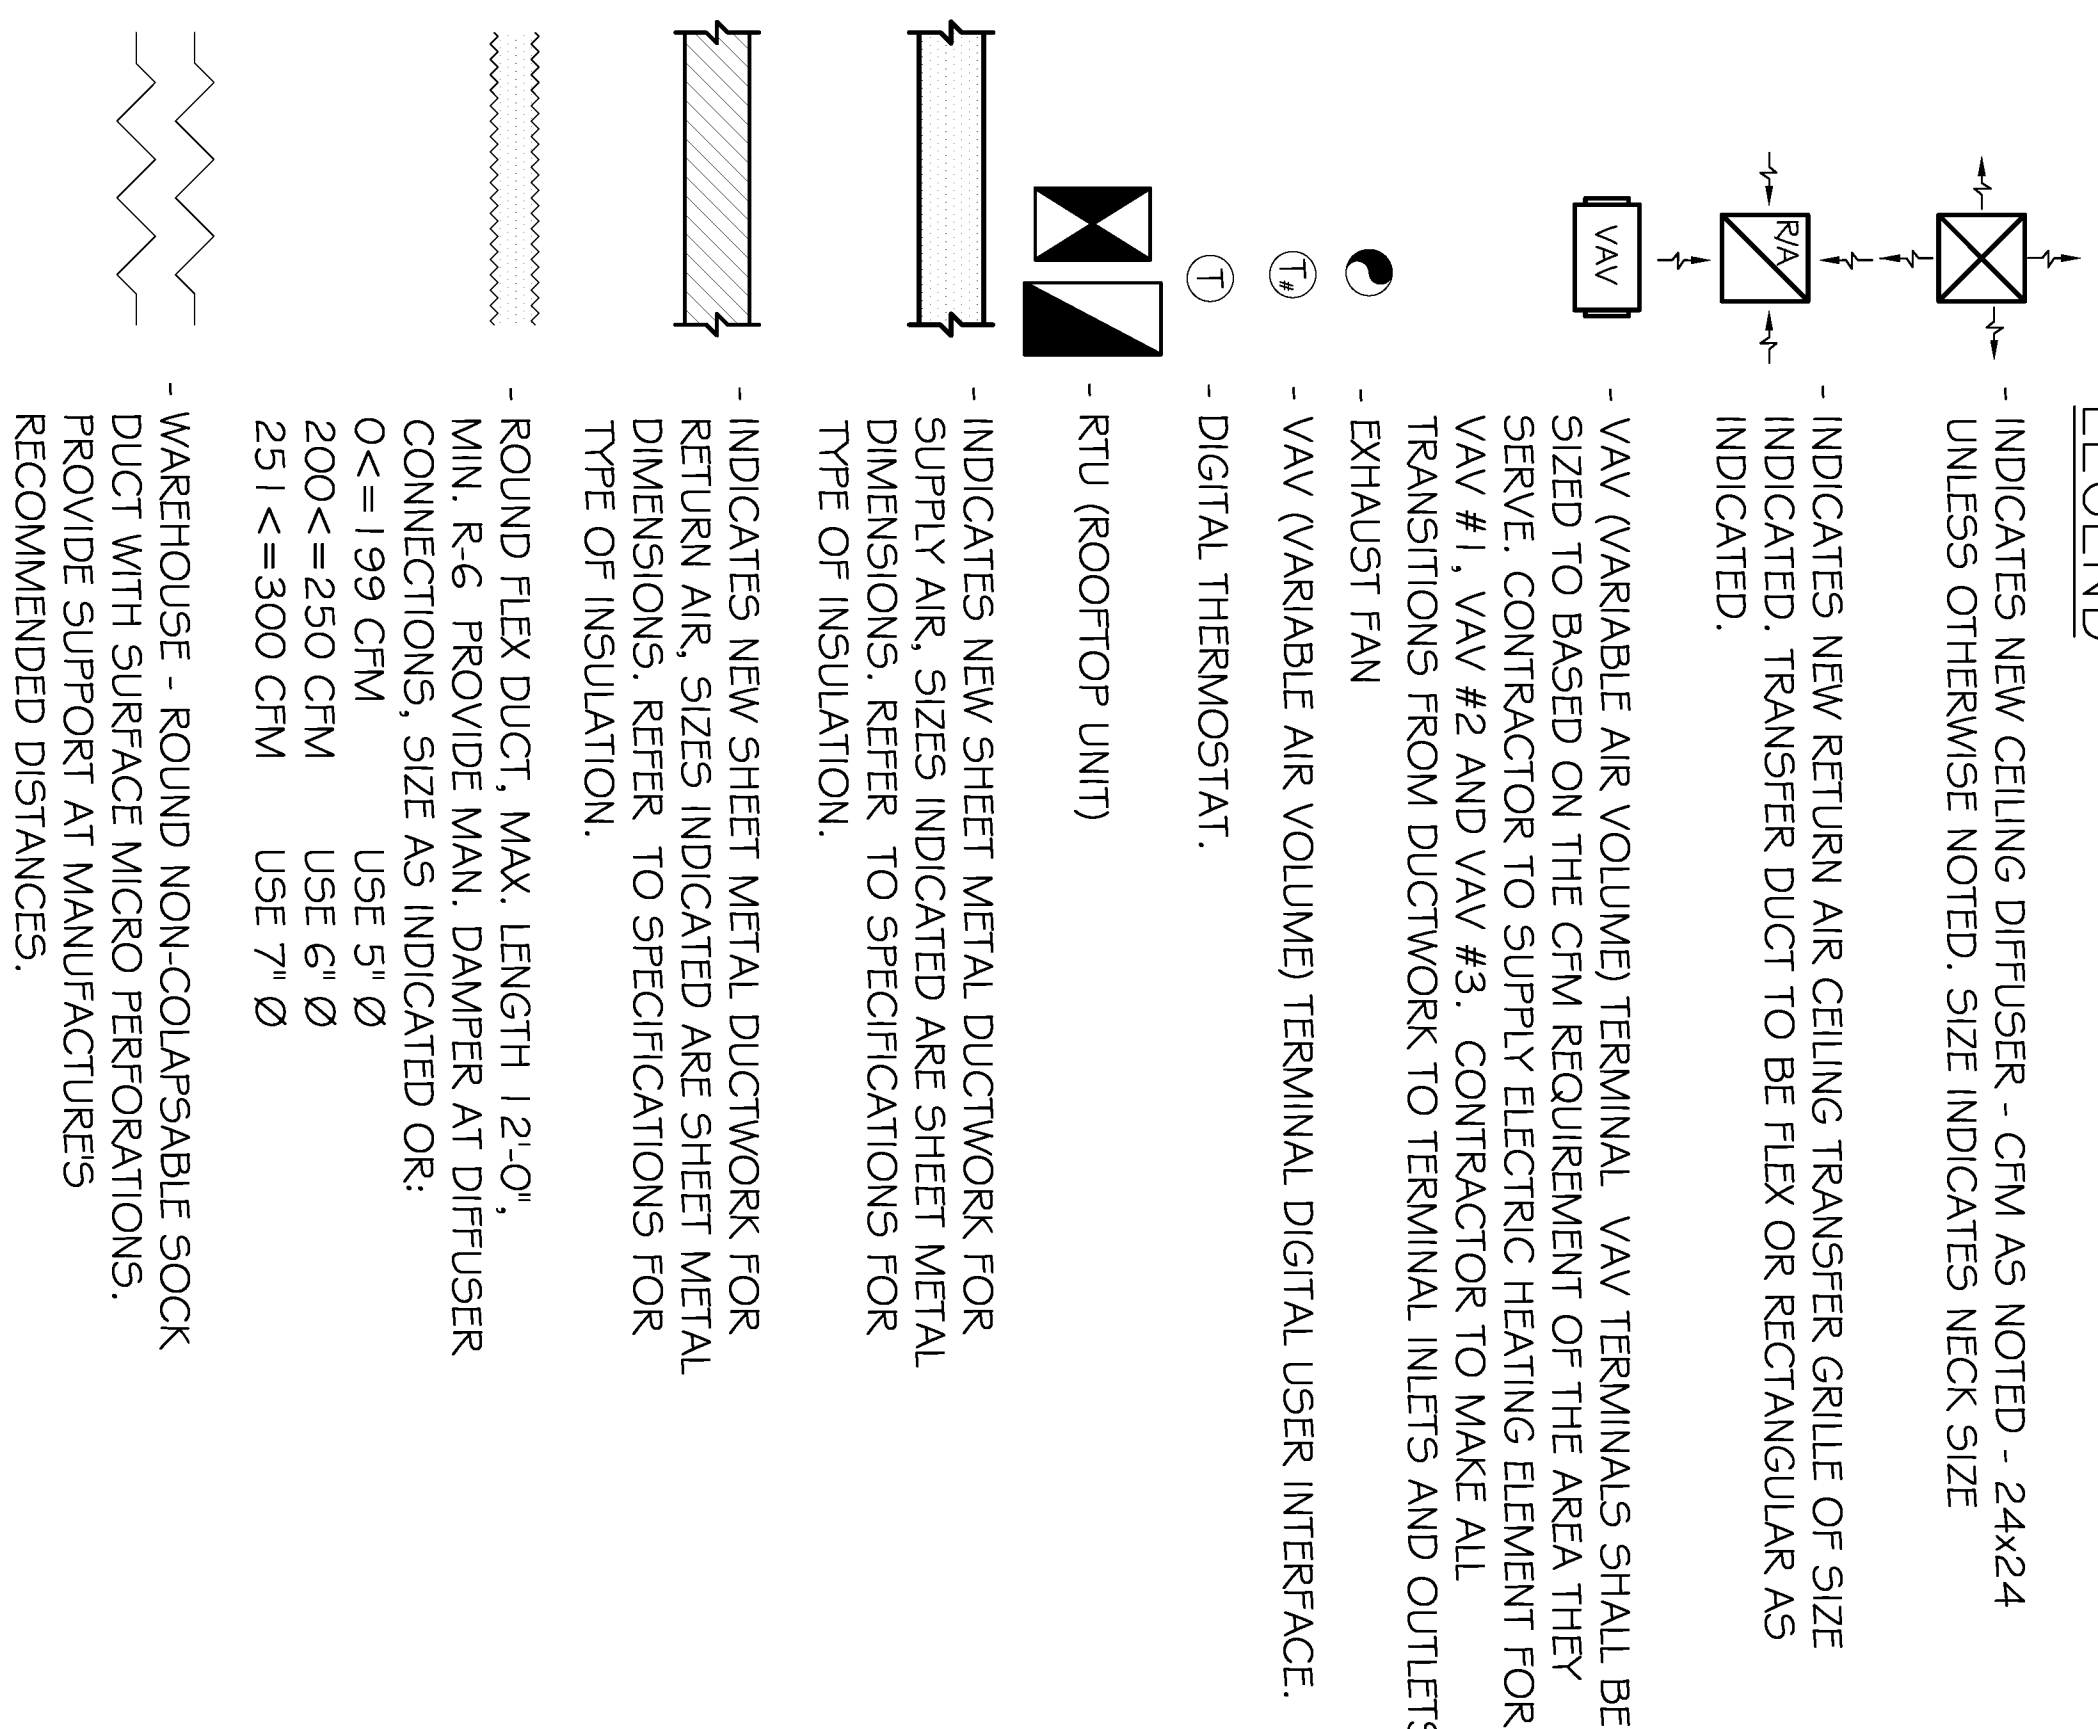 LEGEND
- INDICATES NEW CEILING DIFFUSER - CFM AS NOTED - 24x24
UNLESS OTHERWISE NOTED. SIZE INDICATES NECK SIZE
R/A
- INDICATES NEW RETURN AIR CEILING TRANSFER GRILLE OF SIZE
INDICATED. TRANSFER DUCT TO BE FLEX OR RECTANGULAR AS
INDICATED.
VAV
- VAV (VARIABLE AIR VOLUME) TERMINAL VAV TERMINALS SHALL BE
SIZED TO BASED ON THE CFM REQUIREMENT OF THE AREA THEY
SERVE. CONTRACTOR TO SUPPLY ELECTRIC HEATING ELEMENT FOR
VAV #1, VAV #2 AND VAV #3. CONTRACTOR TO MAKE ALL
TRANSITIONS FROM DUCTWORK TO TERMINAL INLETS AND OUTLETS
- EXHAUST FAN
T#
- VAV (VARIABLE AIR VOLUME) TERMINAL DIGITAL USER INTERFACE.
T
- DIGITAL THERMOSTAT.
- RTU (ROOFTOP UNIT)
- INDICATES NEW SHEET METAL DUCTWORK FOR
SUPPLY AIR, SIZES INDICATED ARE SHEET METAL
DIMENSIONS. REFER TO SPECIFICATIONS FOR
TYPE OF INSULATION.
- INDICATES NEW SHEET METAL DUCTWORK FOR
RETURN AIR, SIZES INDICATED ARE SHEET METAL
DIMENSIONS. REFER TO SPECIFICATIONS FOR
TYPE OF INSULATION.
- ROUND FLEX DUCT, MAX. LENGTH 12'-0",
MIN. R-6 PROVIDE MAN. DAMPER AT DIFFUSER
CONNECTIONS, SIZE AS INDICATED OR:
0<=199 CFM USE 5" Ø
200<=250 CFM USE 6" Ø
251<=300 CFM USE 7" Ø
- WAREHOUSE - ROUND NON-COLAPSABLE SOCK
DUCT WITH SURFACE MICRO PERFORATIONS.
PROVIDE SUPPORT AT MANUFACTURE'S
RECOMMENDED DISTANCES.